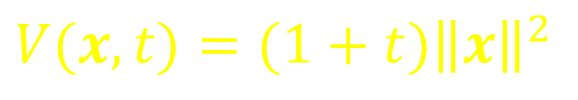 V(x, t) = (1 + t)‖x‖²